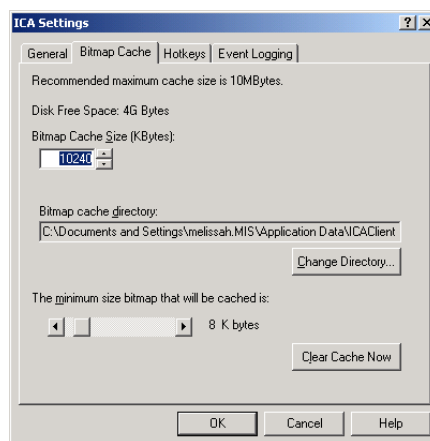 ICA Settings
General Bitmap Cache Hotkeys Event Logging
Recommended maximum cache size is 10MBytes.
Disk Free Space: 4G Bytes
Bitmap Cache Size (KBytes):
10240
Bitmap cache directory:
C:\Documents and Settings\melissah.MIS\Application Data\ICAClient
Change Directory...
The minimum size bitmap that will be cached is:
8 K bytes
Clear Cache Now
OK Cancel Help